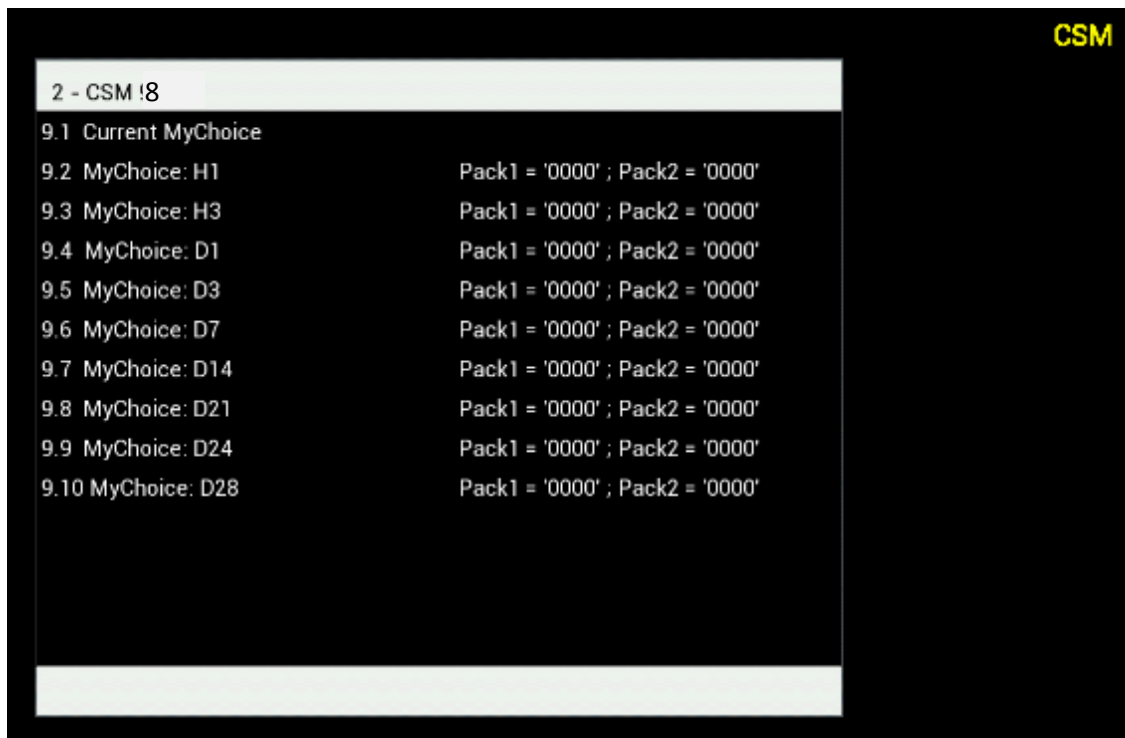 CSM
2 - CSM 8
9.1 Current MyChoice
9.2 MyChoice: H1 Pack1 = '0000' ; Pack2 = '0000'
9.3 MyChoice: H3 Pack1 = '0000' ; Pack2 = '0000'
9.4 MyChoice: D1 Pack1 = '0000' ; Pack2 = '0000'
9.5 MyChoice: D3 Pack1 = '0000' ; Pack2 = '0000'
9.6 MyChoice: D7 Pack1 = '0000' ; Pack2 = '0000'
9.7 MyChoice: D14 Pack1 = '0000' ; Pack2 = '0000'
9.8 MyChoice: D21 Pack1 = '0000' ; Pack2 = '0000'
9.9 MyChoice: D24 Pack1 = '0000' ; Pack2 = '0000'
9.10 MyChoice: D28 Pack1 = '0000' ; Pack2 = '0000'